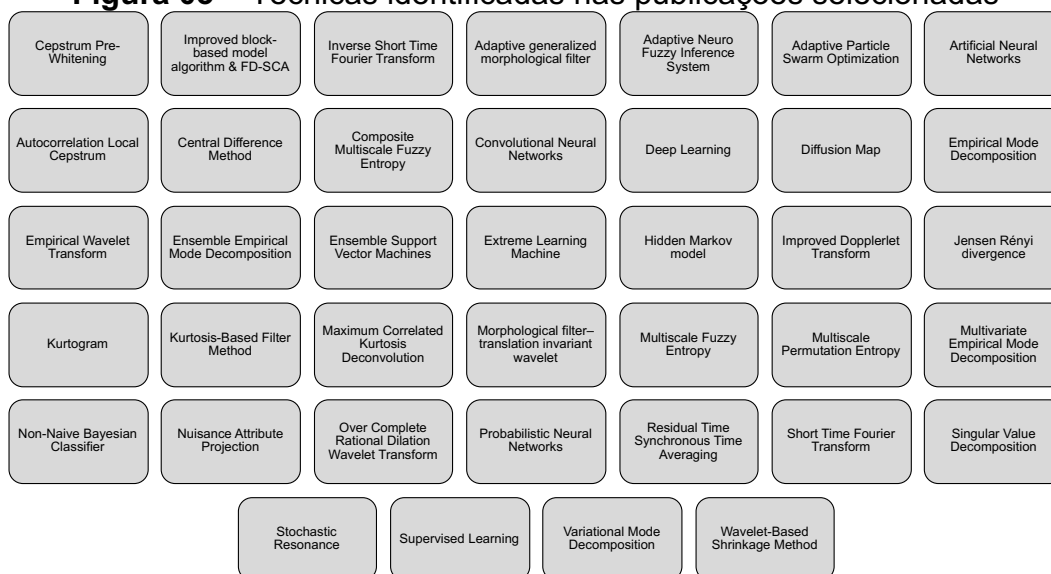 Figura – Técnicas identificadas nas publicações selecionadas
Cepstrum Pre-
Whitening
Improved block-
based model
algorithm & FD-SCA
Inverse Short Time
Fourier Transform
Adaptive generalized
morphological filter
Adaptive Neuro
Fuzzy Inference
System
Adaptive Particle
Swarm Optimization
Artificial Neural
Networks
Autocorrelation Local
Cepstrum
Central Difference
Method
Composite
Multiscale Fuzzy
Entropy
Convolutional Neural
Networks
Deep Learning
Diffusion Map
Empirical Mode
Decomposition
Empirical Wavelet
Transform
Ensemble Empirical
Mode Decomposition
Ensemble Support
Vector Machines
Extreme Learning
Machine
Hidden Markov
model
Improved Dopplerlet
Transform
Jensen Rényi
divergence
Kurtogram
Kurtosis-Based Filter
Method
Maximum Correlated
Kurtosis
Deconvolution
Morphological filter–
translation invariant
wavelet
Multiscale Fuzzy
Entropy
Multiscale
Permutation Entropy
Multivariate
Empirical Mode
Decomposition
Non-Naive Bayesian
Classifier
Nuisance Attribute
Projection
Over Complete
Rational Dilation
Wavelet Transform
Probabilistic Neural
Networks
Residual Time
Synchronous Time
Averaging
Short Time Fourier
Transform
Singular Value
Decomposition
Stochastic
Resonance
Supervised Learning
Variational Mode
Decomposition
Wavelet-Based
Shrinkage Method